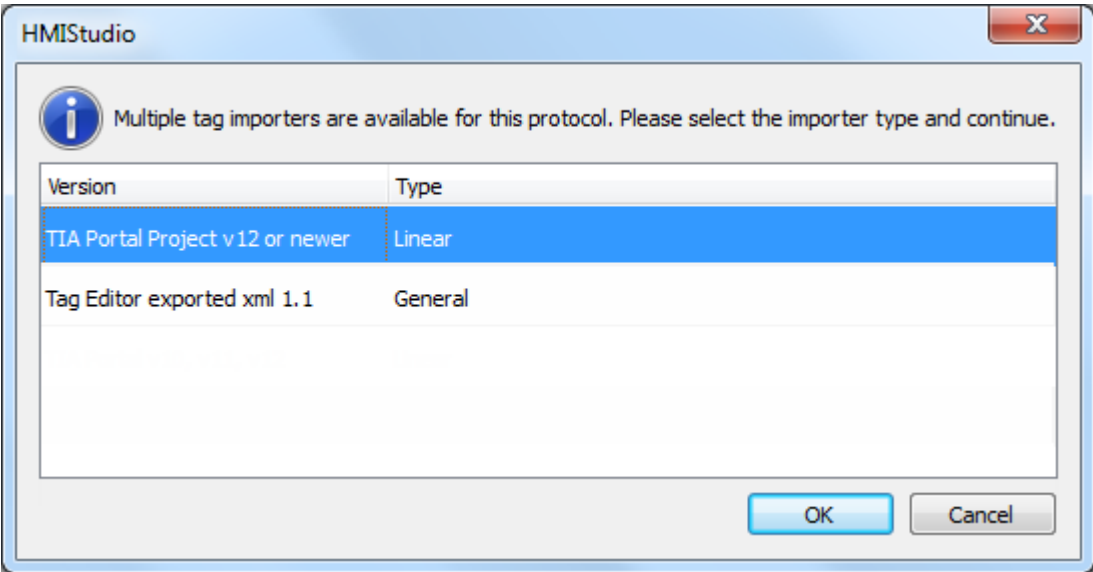 HMIStudio
Multiple tag importers are available for this protocol. Please select the importer type and continue.
Version Type
TIA Portal Project v12 or newer Linear
Tag Editor exported xml 1.1 General
OK Cancel